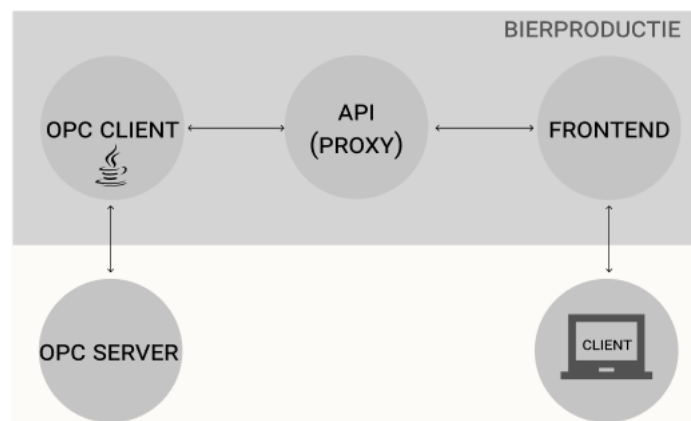 BIERPRODUCTIE
OPC CLIENT
API
(PROXY)
FRONTEND
OPC SERVER
CLIENT